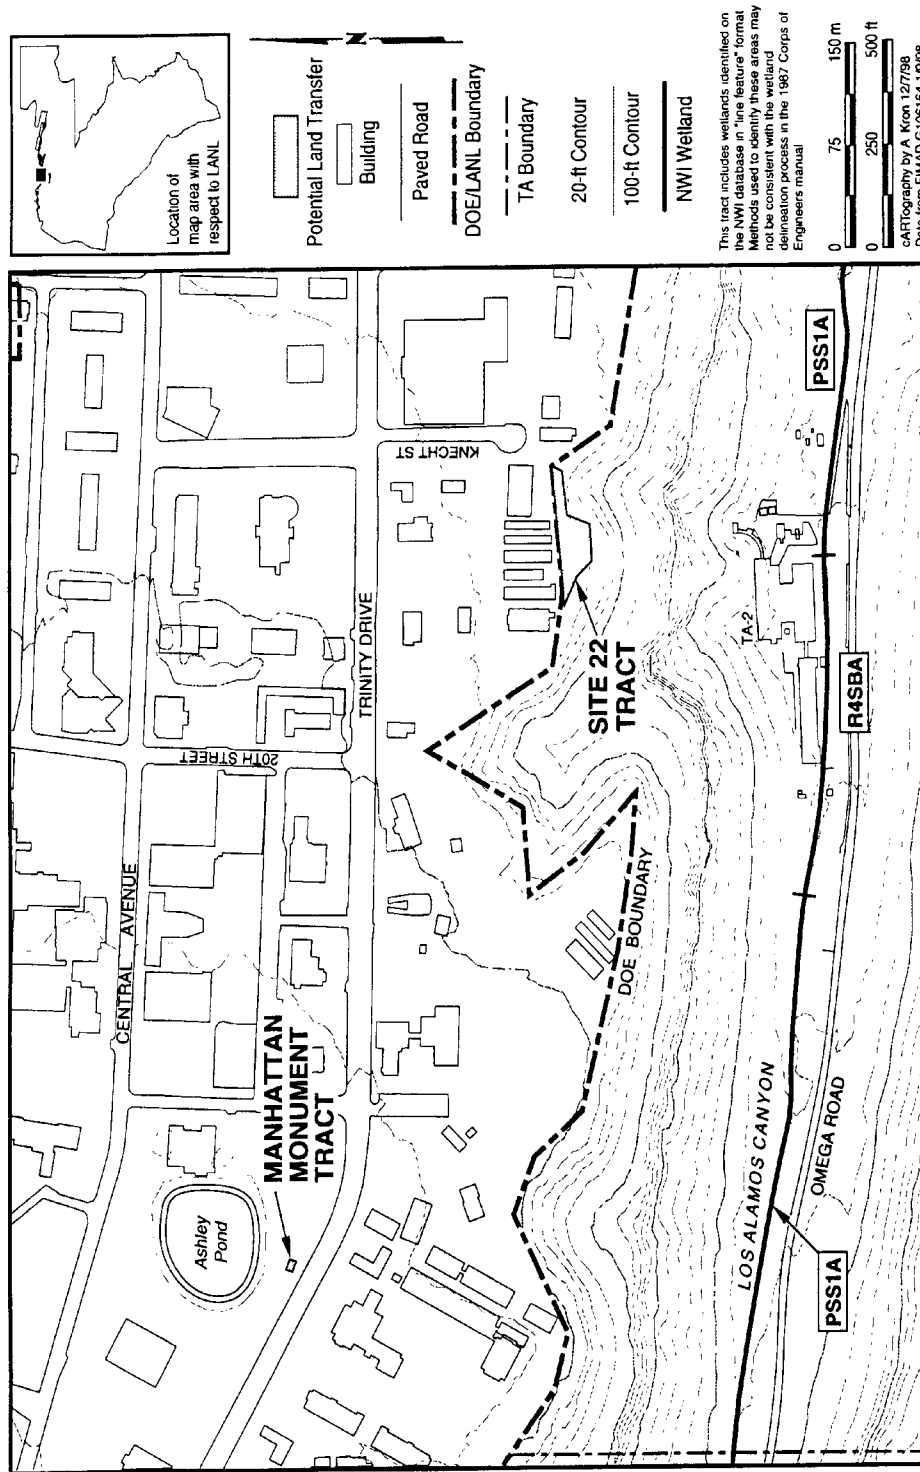 CENTRAL AVENUE
20TH STREET
TRINITY DRIVE
KNECHT ST
Ashley
Pond
MANHATTAN
MONUMENT
TRACT
SITE 22
TRACT
DOE BOUNDARY
TA-2
LOS ALAMOS CANYON
OMEGA ROAD
PSS1A
R4SBA
PSS1A
Location of
map area with
respect to LANL
N
Potential Land Transfer
Building
Paved Road
DOE/LANL Boundary
TA Boundary
20-ft Contour
100-ft Contour
NWI Wetland
This tract includes wetlands identified on
the NWI database in "line feature" format
Methods used to identify these areas may
not be consistent with the wetland
delineation process in the 1987 Corps of
Engineers manual
0 75 150 m
0 250 500 ft
cARTography by A. Kron 12/7/98